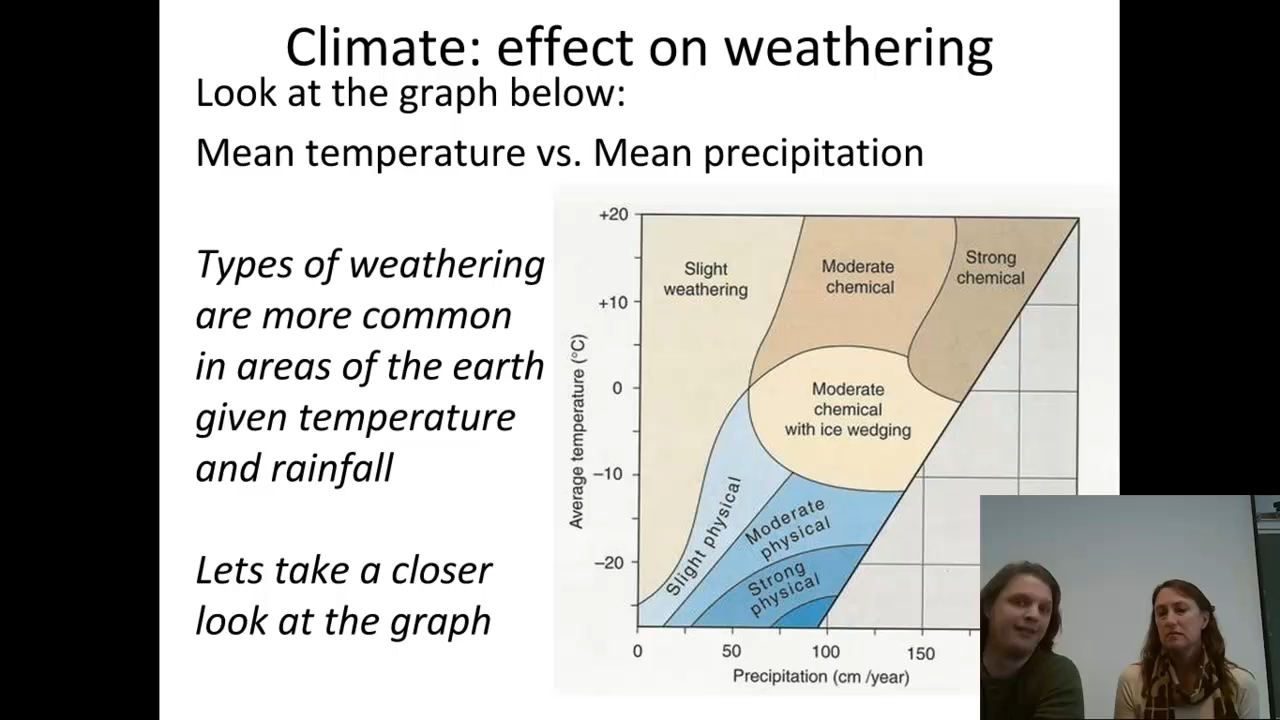 Climate: effect on weathering
Look at the graph below:
Mean temperature vs. Mean precipitation
Types of weathering
are more common
in areas of the earth
given temperature
and rainfall
Lets take a closer
look at the graph
+20
+10
0
−10
−20
Average temperature (°C)
Slight
weathering
Moderate
chemical
Strong
chemical
Moderate
chemical
with ice wedging
Slight physical
Moderate
physical
Strong
physical
0
50
100
150
Precipitation (cm /year)